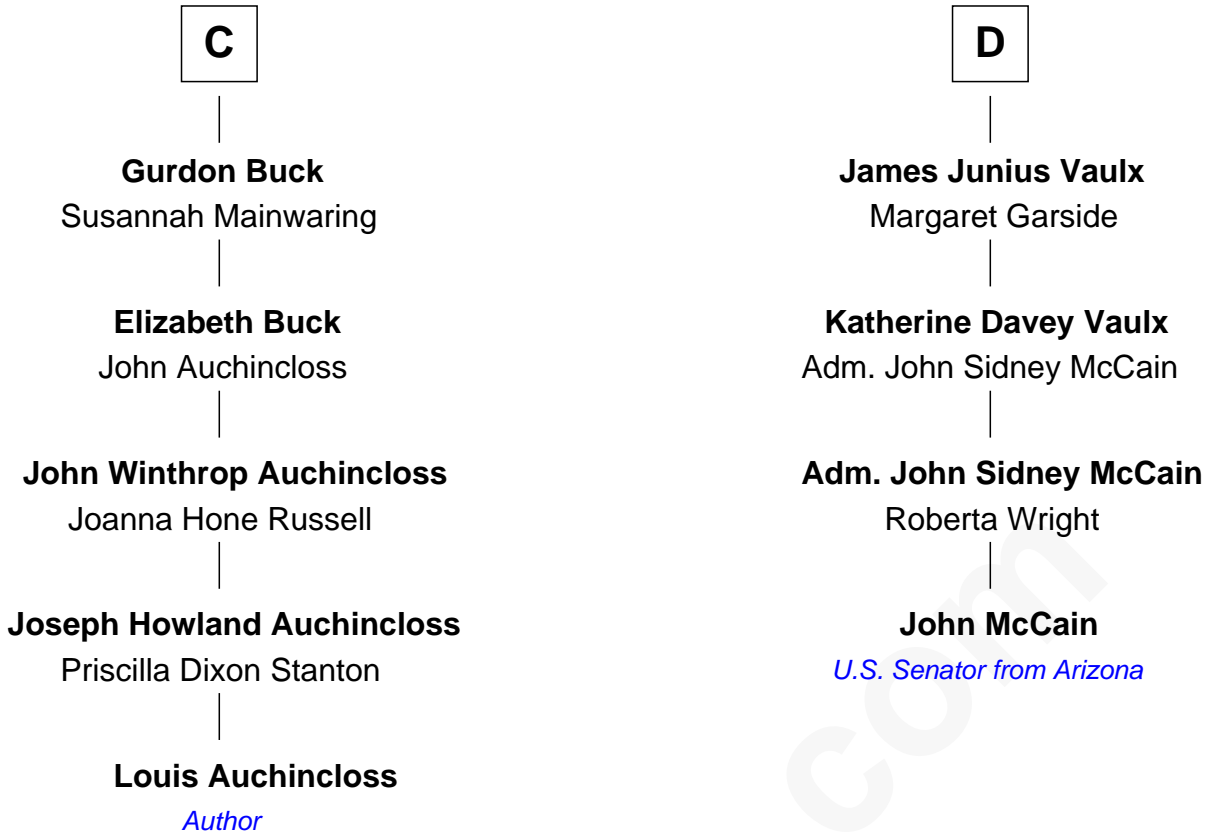 C
Gurdon Buck
Susannah Mainwaring
Elizabeth Buck
John Auchincloss
John Winthrop Auchincloss
Joanna Hone Russell
Joseph Howland Auchincloss
Priscilla Dixon Stanton
Louis Auchincloss
Author
D
James Junius Vaulx
Margaret Garside
Katherine Davey Vaulx
Adm. John Sidney McCain
Adm. John Sidney McCain
Roberta Wright
John McCain
U.S. Senator from Arizona
com